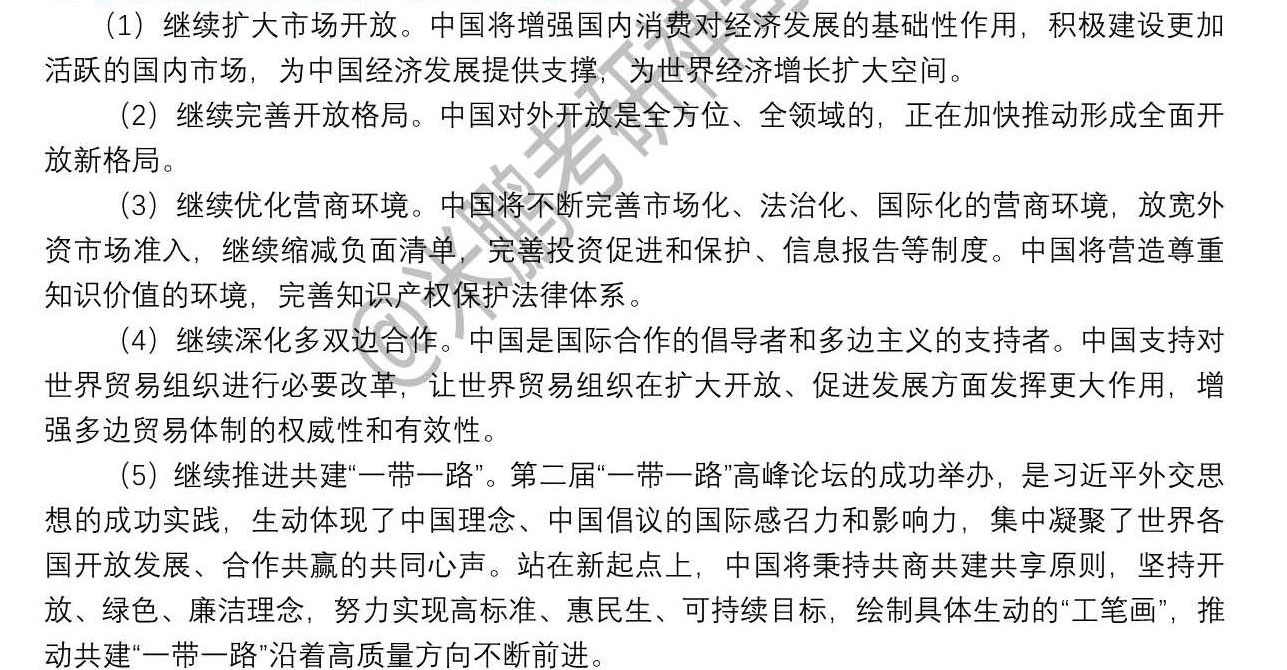 （1）继续扩大市场开放。中国将增强国内消费对经济发展的基础性作用，积极建设更加
活跃的国内市场，为中国经济发展提供支撑，为世界经济增长扩大空间。
（2）继续完善开放格局。中国对外开放是全方位、全领域的，正在加快推动形成全面开
放新格局。
（3）继续优化营商环境。中国将不断完善市场化、法治化、国际化的营商环境，放宽外
资市场准入，继续缩减负面清单，完善投资促进和保护、信息报告等制度。中国将营造尊重
知识价值的环境，完善知识产权保护法律体系。
（4）继续深化多双边合作。中国是国际合作的倡导者和多边主义的支持者。中国支持对
世界贸易组织进行必要改革，让世界贸易组织在扩大开放、促进发展方面发挥更大作用，增
强多边贸易体制的权威性和有效性。
（5）继续推进共建“一带一路”。第二届“一带一路”高峰论坛的成功举办，是习近平外交思
想的成功实践，生动体现了中国理念、中国倡议的国际感召力和影响力，集中凝聚了世界各
国开放发展、合作共赢的共同心声。站在新起点上，中国将秉持共商共建共享原则，坚持开
放、绿色、廉洁理念，努力实现高标准、惠民生、可持续目标，绘制具体生动的“工笔画”，推
动共建“一带一路”沿着高质量方向不断前进。
@米鹏考研神